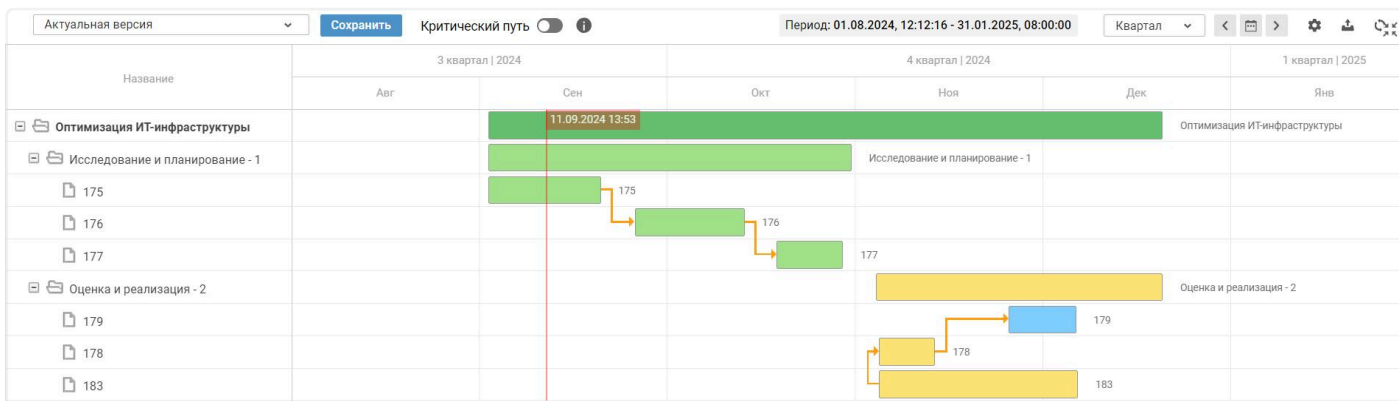 Актуальная версия Сохранить Критический путь Период: 01.08.2024, 12:12:16 - 31.01.2025, 08:00:00 Квартал
Название 3 квартал | 2024 4 квартал | 2024 1 квартал | 2025
Авг Сен Окт Ноя Дек Янв
Оптимизация ИТ-инфраструктуры 11.09.2024 13:53 Оптимизация ИТ-инфраструктуры
Исследование и планирование - 1 Исследование и планирование - 1
175 175
176 176
177 177
Оценка и реализация - 2 Оценка и реализация - 2
179 179
178 178
183 183